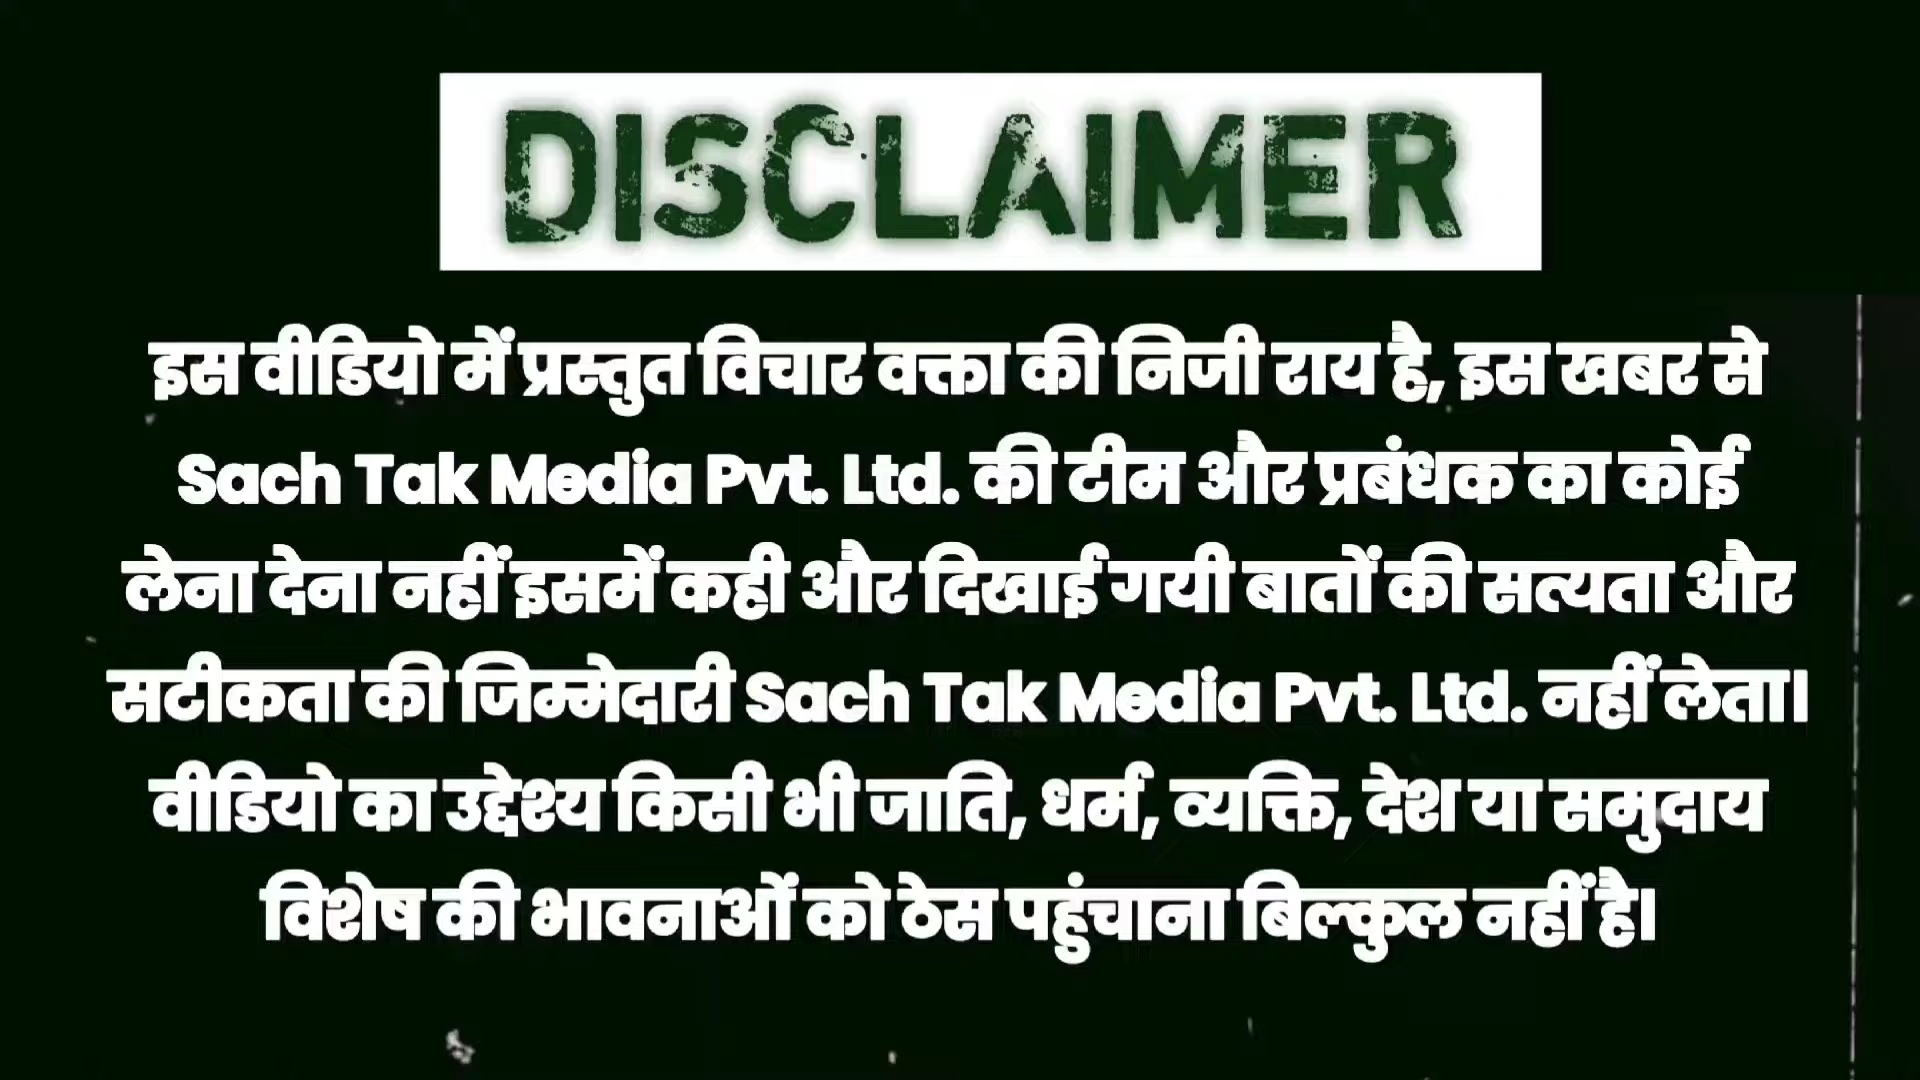 DISCLAIMER
इस वीडियो में प्रस्तुत विचार वक्ता की निजी राय है, इस खबर से
Sach Tak Media Pvt. Ltd. की टीम और प्रबंधक का कोई
लेना देना नहीं इसमें कही और दिखाई गयी बातों की सत्यता और
सटीकता की जिम्मेदारी Sach Tak Media Pvt. Ltd. नहीं लेता।
वीडियो का उद्देश्य किसी भी जाति, धर्म, व्यक्ति, देश या समुदाय
विशेष की भावनाओं को ठेस पहुंचाना बिल्कुल नहीं है।